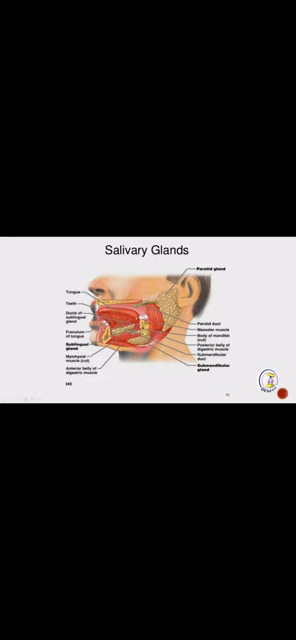 Salivary Glands
Parotid gland
Tongue
Teeth
Ducts of
sublingual
gland
Frenulum
of tongue
Sublingual
gland
Mylohyoid
muscle (cut)
Anterior belly of
digastric muscle
(a)
Parotid duct
Masseter muscle
Body of mandible
(cut)
Posterior belly of
digastric muscle
Submandibular
duct
Submandibular
gland